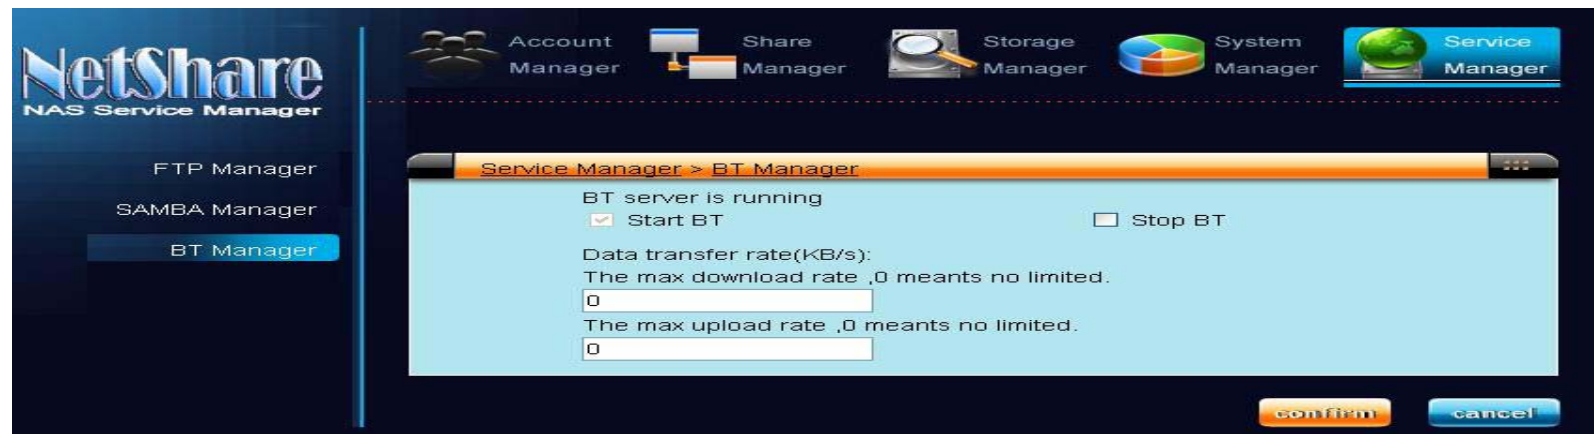 NetShare
NAS Service Manager
Account Manager
Share Manager
Storage Manager
System Manager
Service Manager
FTP Manager
SAMBA Manager
BT Manager
Service Manager > BT Manager
BT server is running
Start BT
Stop BT
Data transfer rate(KB/s):
The max download rate ,0 meants no limited.
0
The max upload rate ,0 meants no limited.
0
confirm
cancel